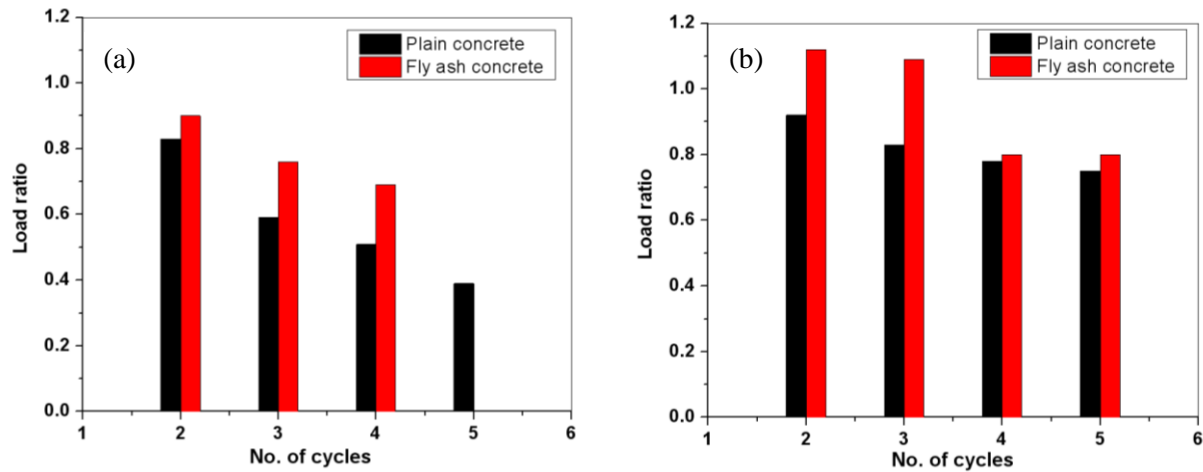 (a)
Plain concrete
Fly ash concrete
1.2
1.0
0.8
0.6
0.4
0.2
0.0
Load ratio
1 2 3 4 5 6
No. of cycles
(b)
Plain concrete
Fly ash concrete
1.2
1.0
0.8
0.6
0.4
0.2
0.0
Load ratio
1 2 3 4 5 6
No. of cycles